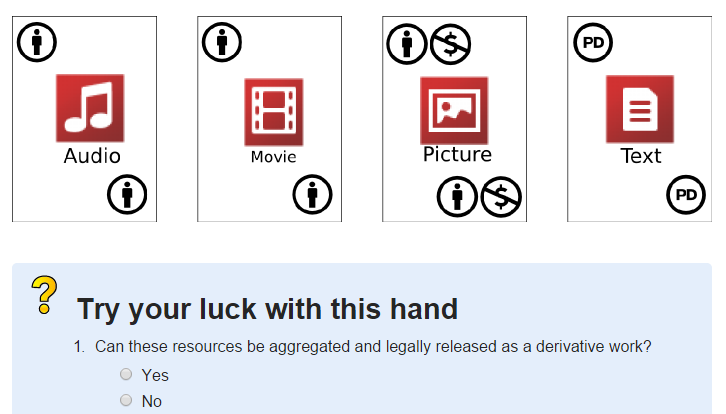 PD
Audio
Movie
Picture
Text
PD
Try your luck with this hand
1. Can these resources be aggregated and legally released as a derivative work?
Yes
No